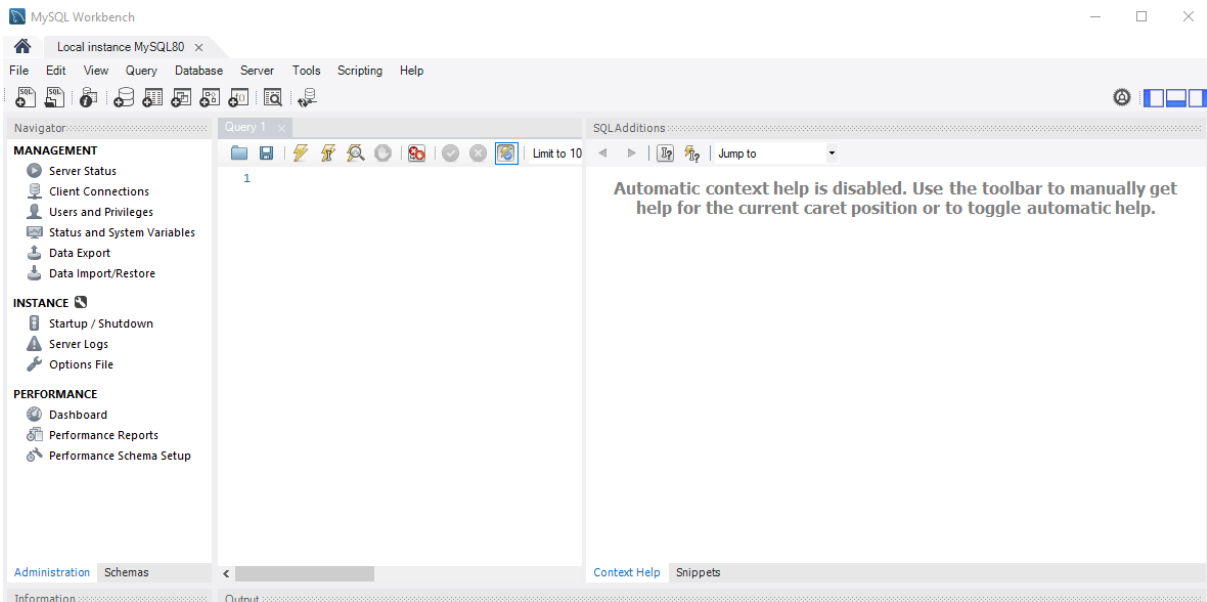 MySQL Workbench
Local instance MySQL80
File Edit View Query Database Server Tools Scripting Help
Navigator
MANAGEMENT
Server Status
Client Connections
Users and Privileges
Status and System Variables
Data Export
Data Import/Restore
INSTANCE
Startup / Shutdown
Server Logs
Options File
PERFORMANCE
Dashboard
Performance Reports
Performance Schema Setup
Administration Schemas
Information
Query 1
Limit to 10
1
Output
SQLAdditions
Jump to
Automatic context help is disabled. Use the toolbar to manually get
help for the current caret position or to toggle automatic help.
Context Help Snippets